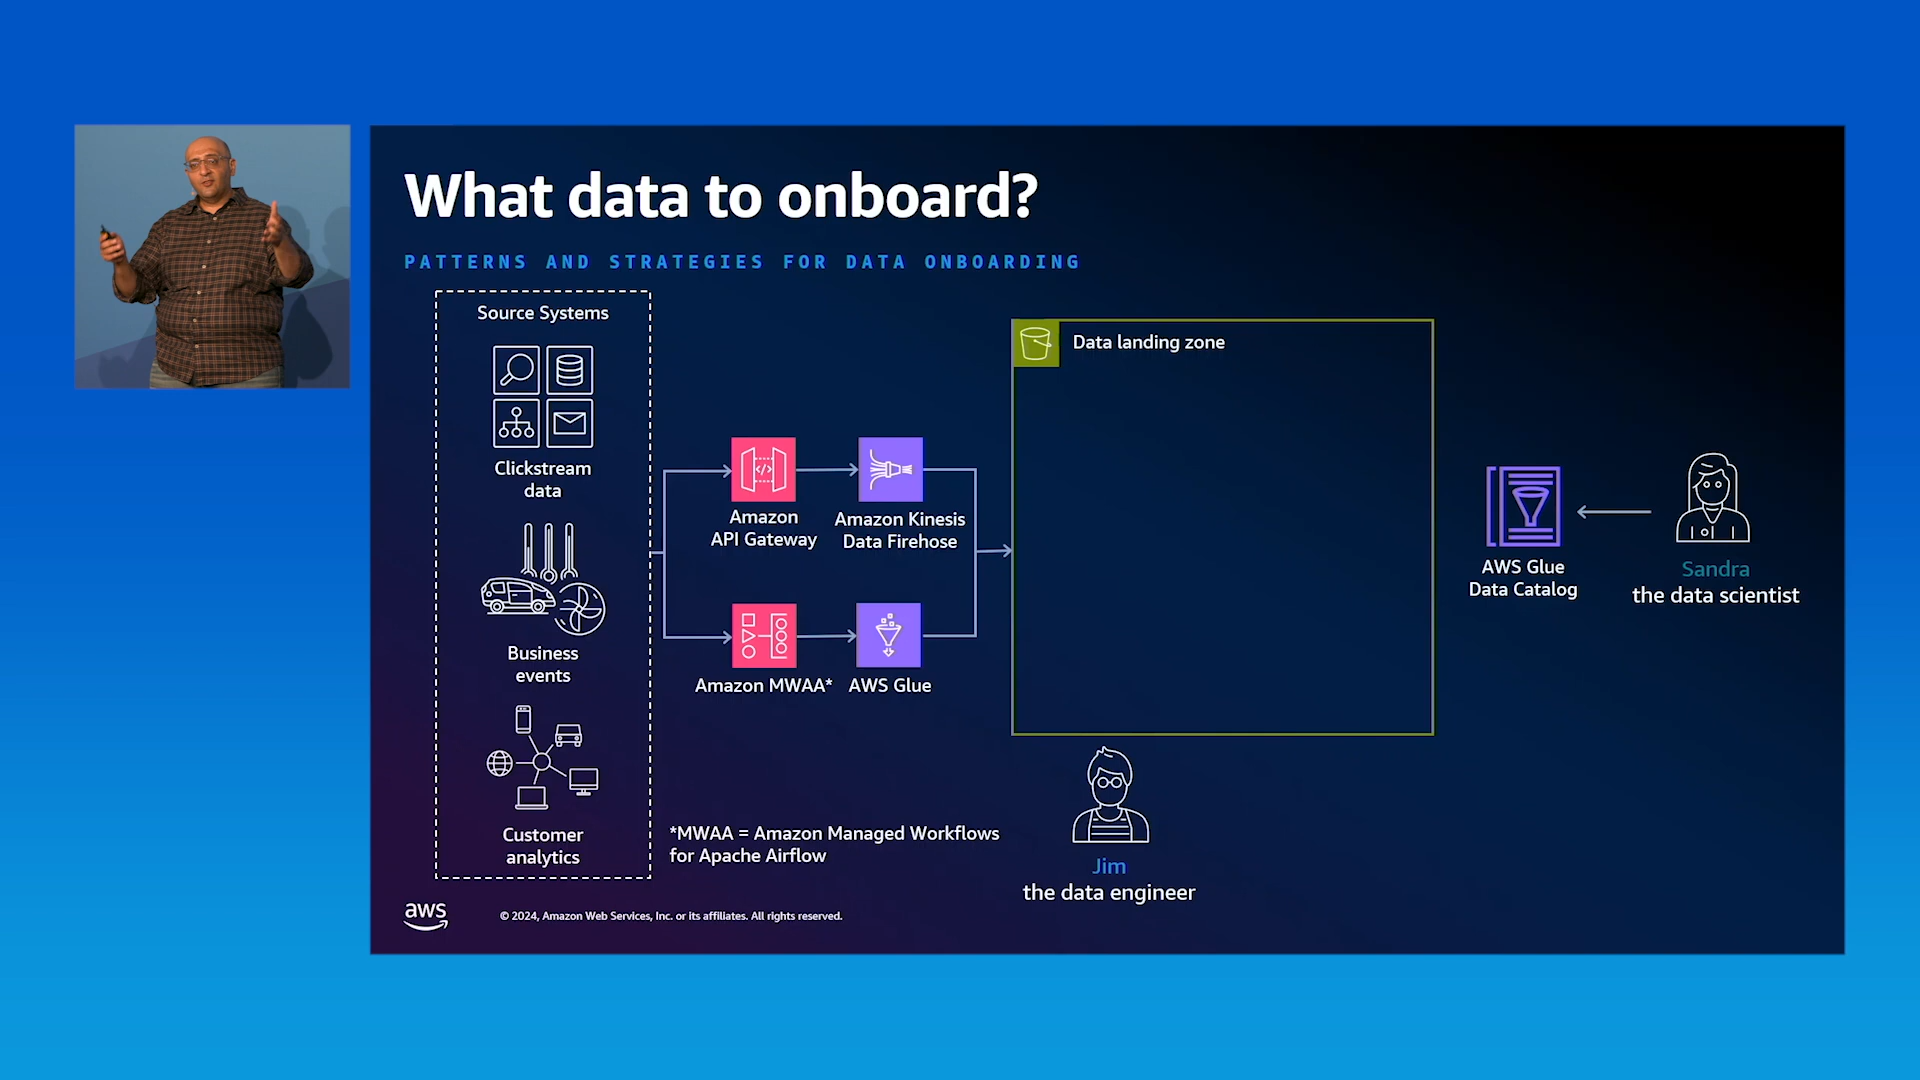 What data to onboard?
PATTERNS AND STRATEGIES FOR DATA ONBOARDING
Source Systems
Clickstream
data
Business
events
Customer
analytics
Amazon
API Gateway
Amazon Kinesis
Data Firehose
Amazon MWAA*
AWS Glue
*MWAA = Amazon Managed Workflows
for Apache Airflow
Data landing zone
Jim
the data engineer
AWS Glue
Data Catalog
Sandra
the data scientist
aws
© 2024, Amazon Web Services, Inc. or its affiliates. All rights reserved.